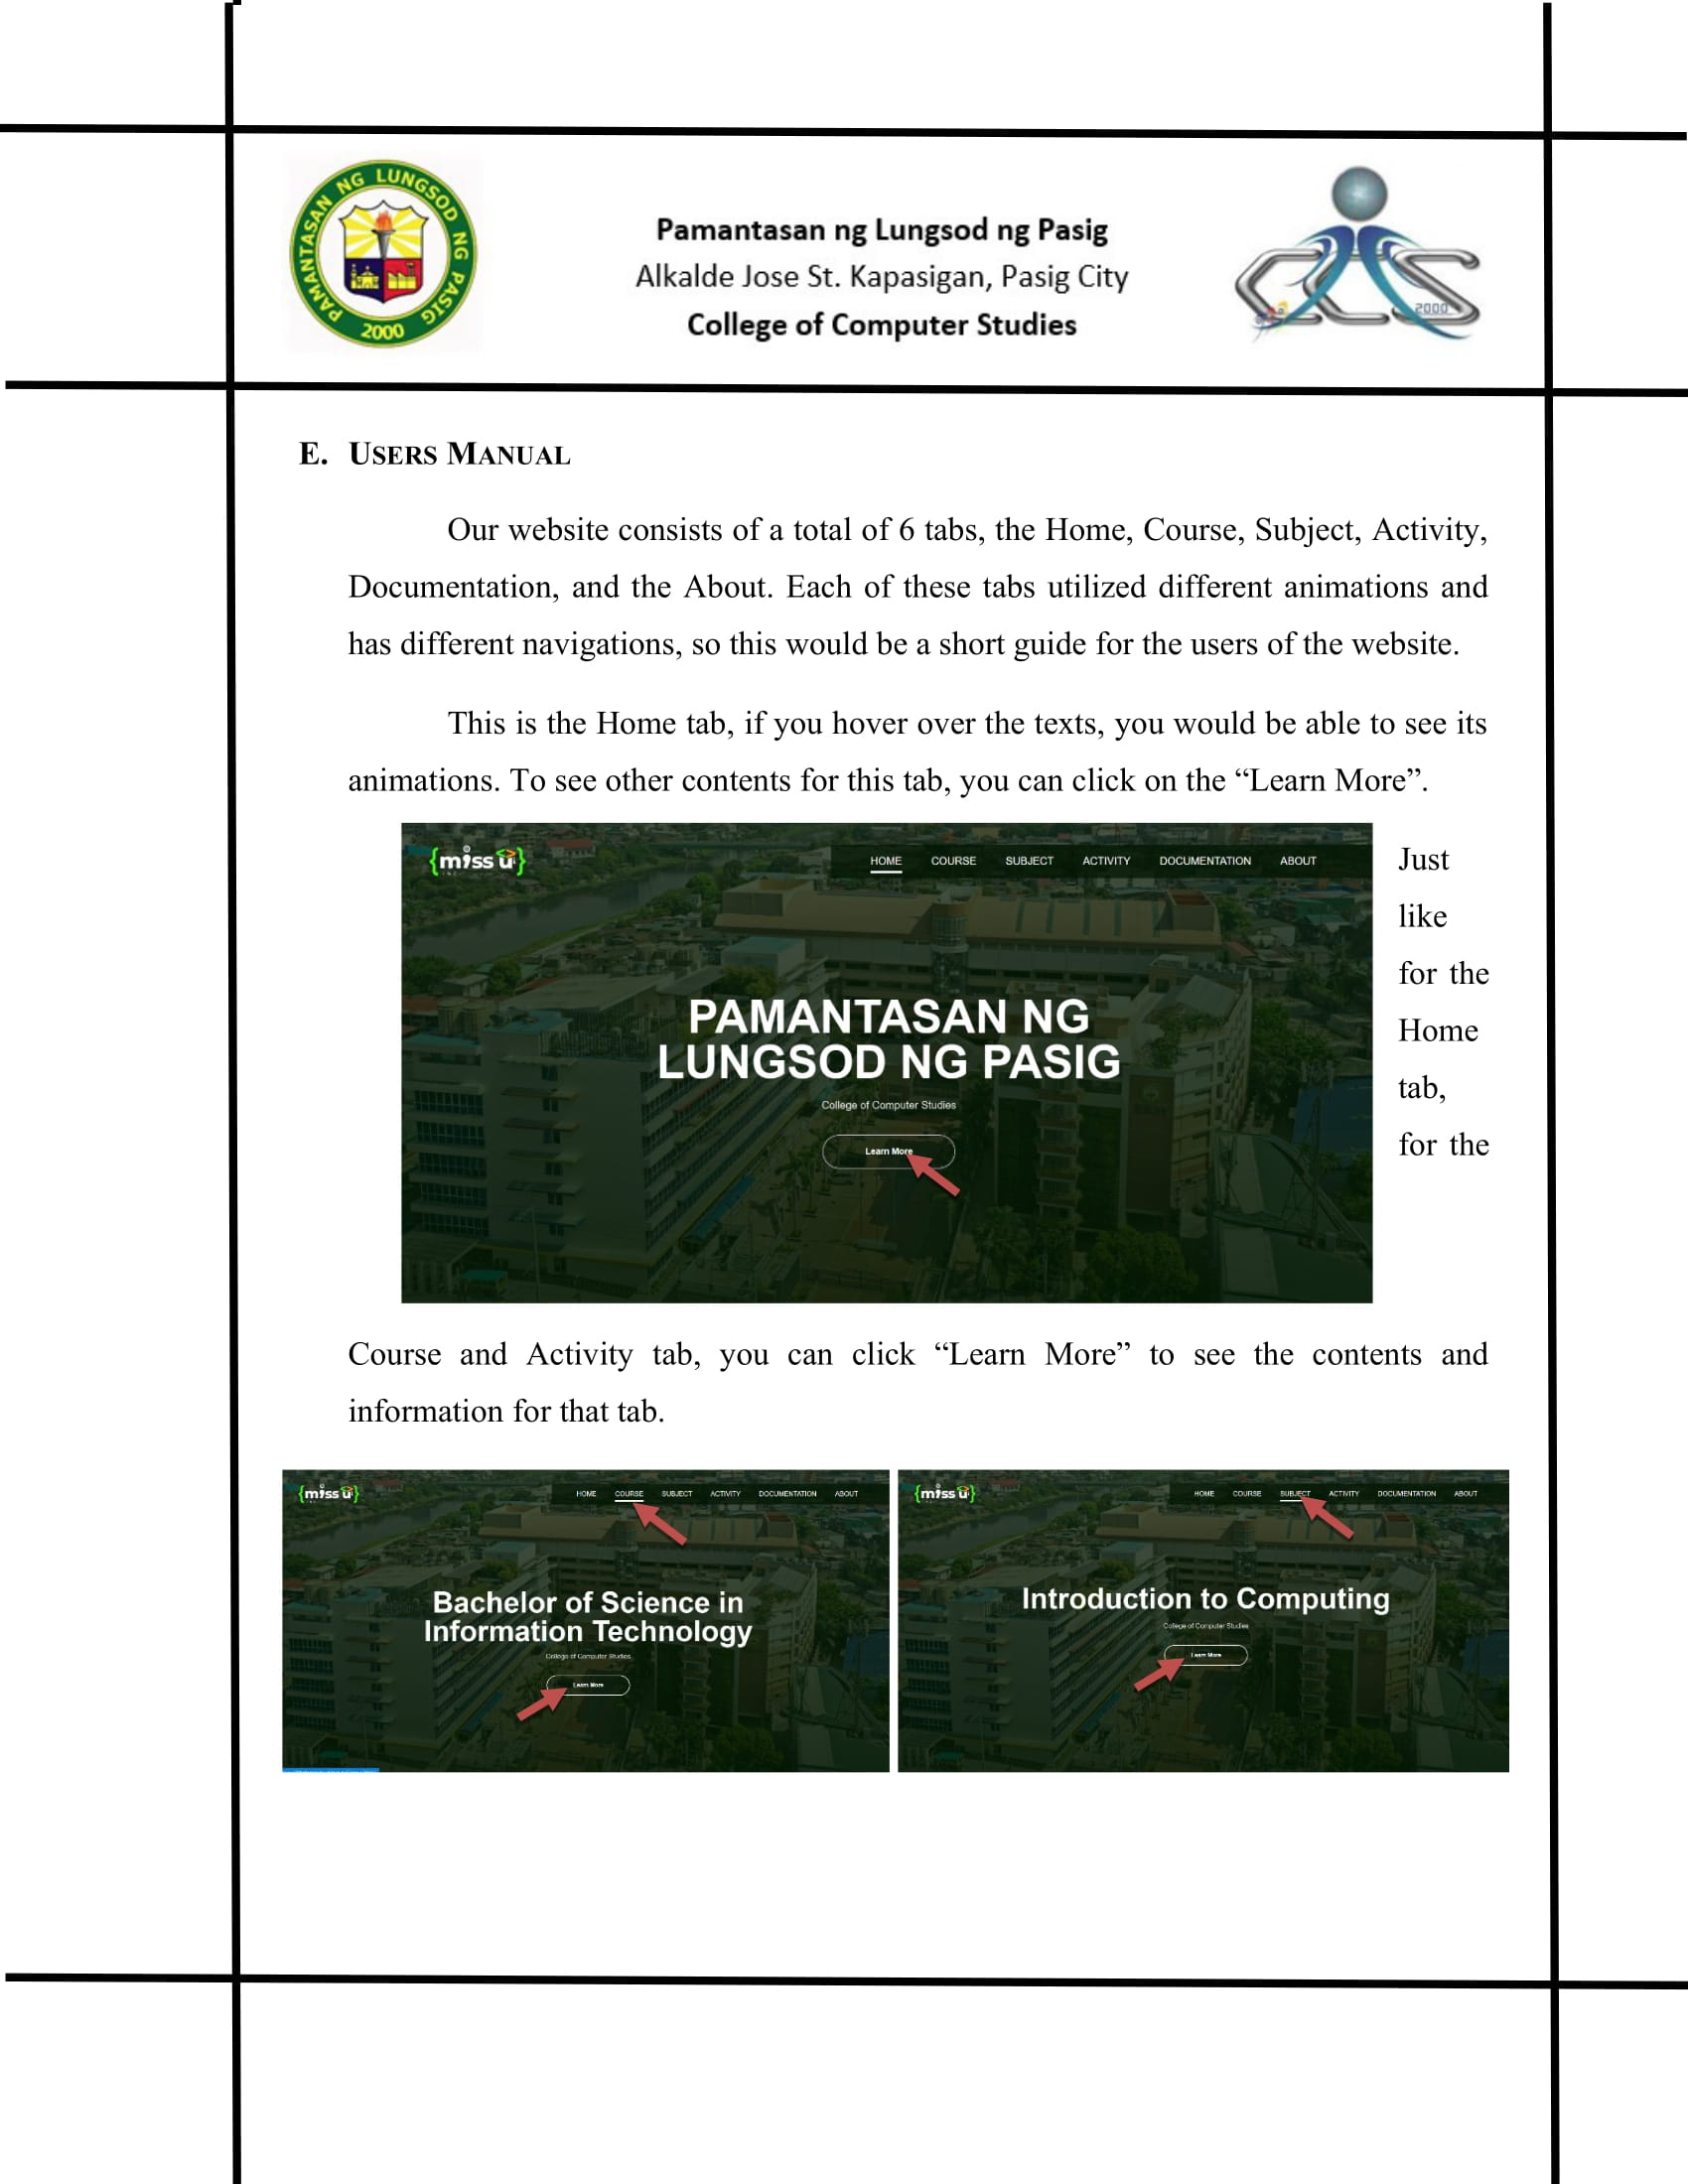 PAMANTASAN NG LUNGSOD NG PASIG
2000
Pamantasan ng Lungsod ng Pasig
Alkalde Jose St. Kapasigan, Pasig City
College of Computer Studies
CCS
2000
E. USERS MANUAL
Our website consists of a total of 6 tabs, the Home, Course, Subject, Activity,
Documentation, and the About. Each of these tabs utilized different animations and
has different navigations, so this would be a short guide for the users of the website.
This is the Home tab, if you hover over the texts, you would be able to see its
animations. To see other contents for this tab, you can click on the “Learn More”.
{miss u}
HOME COURSE SUBJECT ACTIVITY DOCUMENTATION ABOUT
PAMANTASAN NG
LUNGSOD NG PASIG
College of Computer Studies
Learn More
Just
like
for the
Home
tab,
for the
Course and Activity tab, you can click “Learn More” to see the contents and
information for that tab.
{miss u}
HOME COURSE SUBJECT ACTIVITY DOCUMENTATION ABOUT
Bachelor of Science in
Information Technology
College of Computer Studies
Learn More
{miss u}
HOME COURSE SUBJECT ACTIVITY DOCUMENTATION ABOUT
Introduction to Computing
College of Computer Studies
Learn More